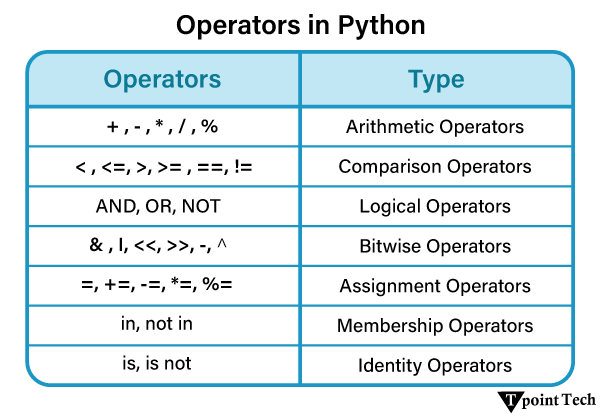 Operators in Python
Operators Type
+ , - , * , / , % Arithmetic Operators
< , <=, >, >= , ==, != Comparison Operators
AND, OR, NOT Logical Operators
& , l, <<, >>, -, ^ Bitwise Operators
=, +=, -=, *=, %= Assignment Operators
in, not in Membership Operators
is, is not Identity Operators
Tpoint Tech